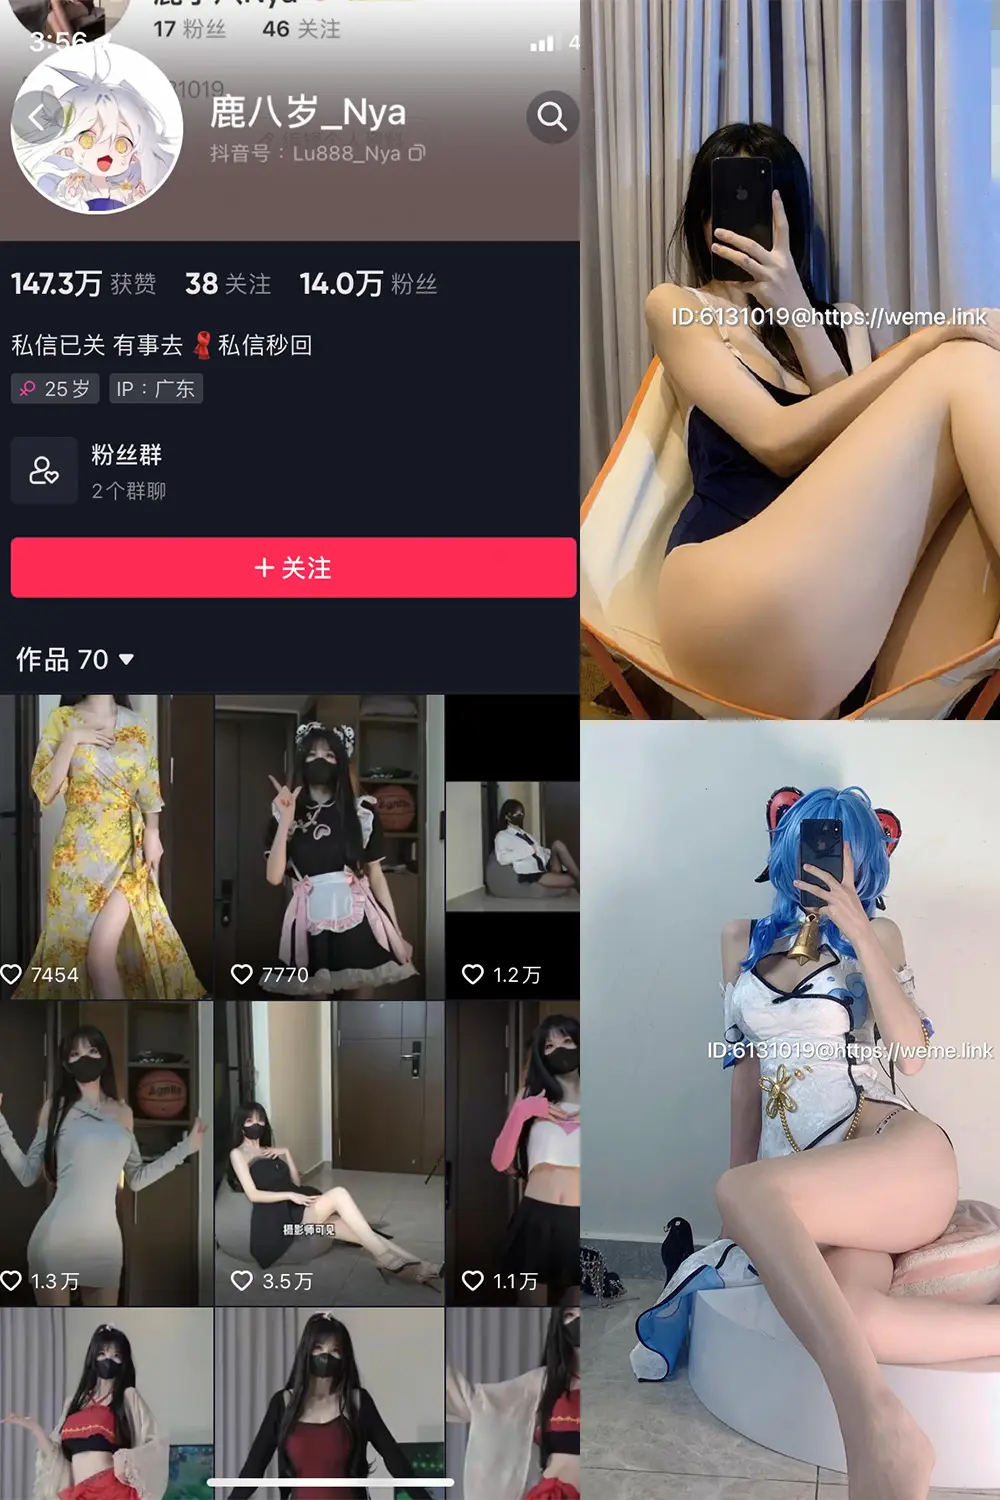 17 粉丝 46 关注
3:56
4
鹿八岁_Nya
抖音号：Lu888_Nya
147.3万 获赞 38 关注 14.0万 粉丝
私信已关 有事去 私信秒回
25岁 IP：广东
粉丝群
2个群聊
+ 关注
作品 70
7454
7770
1.2万
1.3万
摄影师可见
3.5万
1.1万
ID:6131019@https://weme.link
ID:6131019@https://weme.link